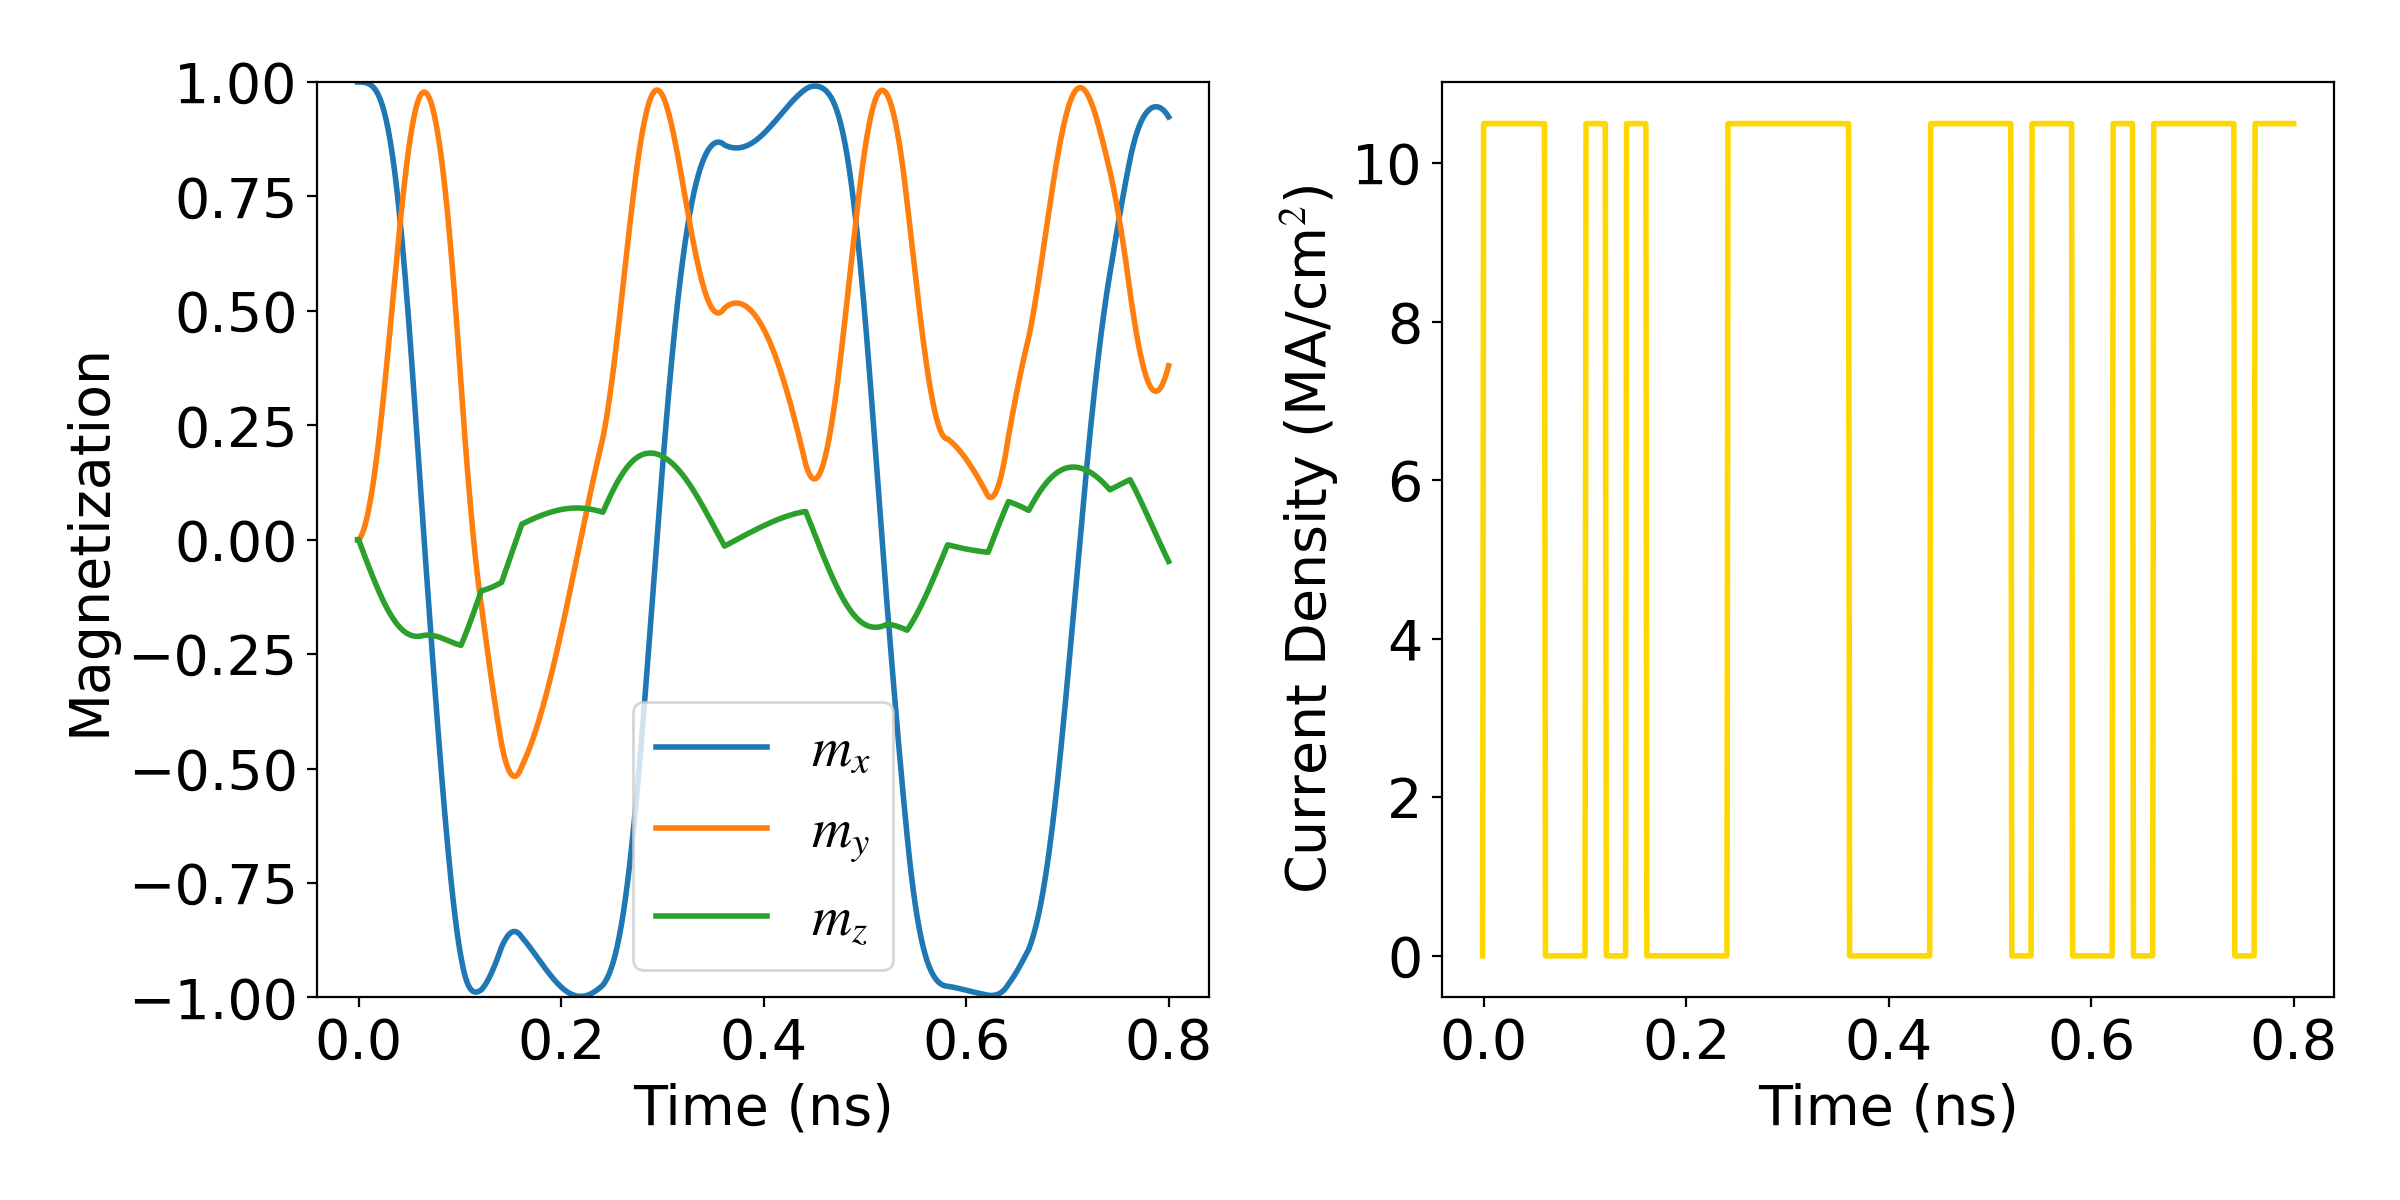 1.00
0.75
0.50
0.25
0.00
−0.25
−0.50
−0.75
−1.00
Magnetization
0.0 0.2 0.4 0.6 0.8
Time (ns)
m_x
m_y
m_z
10
8
6
4
2
0
Current Density (MA/cm²)
0.0 0.2 0.4 0.6 0.8
Time (ns)